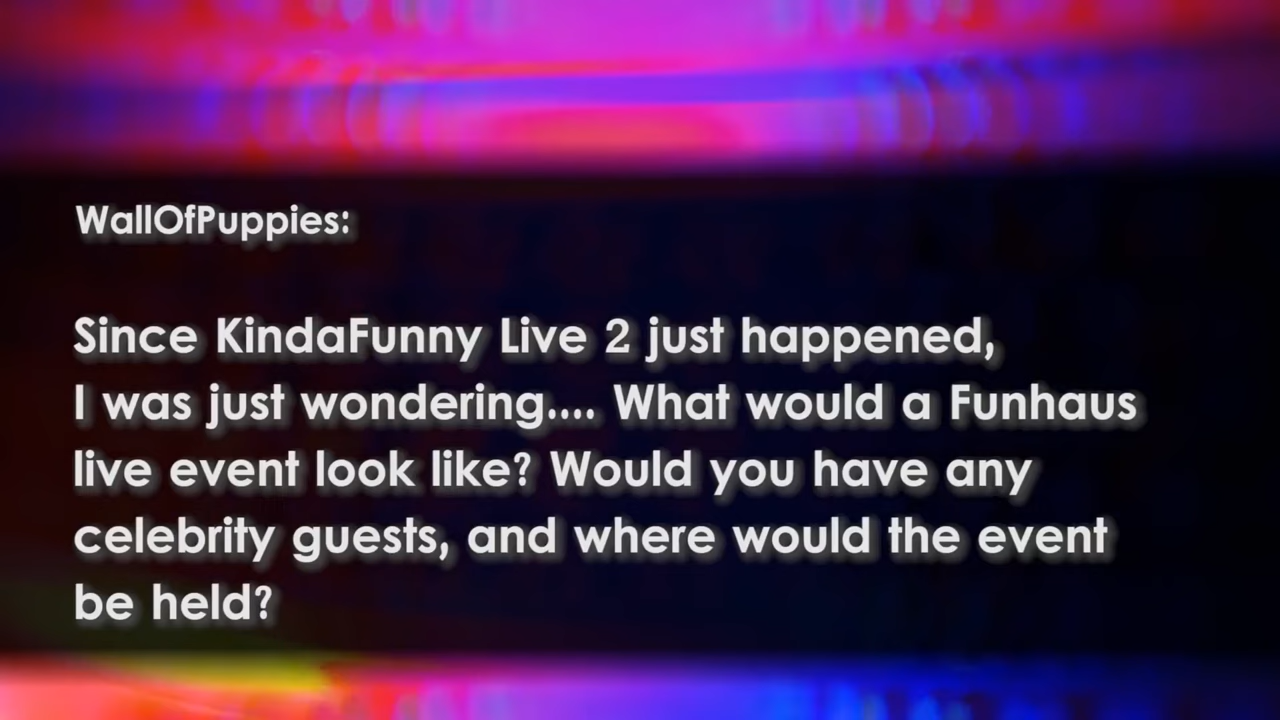 WallOfPuppies:
Since KindaFunny Live 2 just happened,
I was just wondering.... What would a Funhaus
live event look like? Would you have any
celebrity guests, and where would the event
be held?